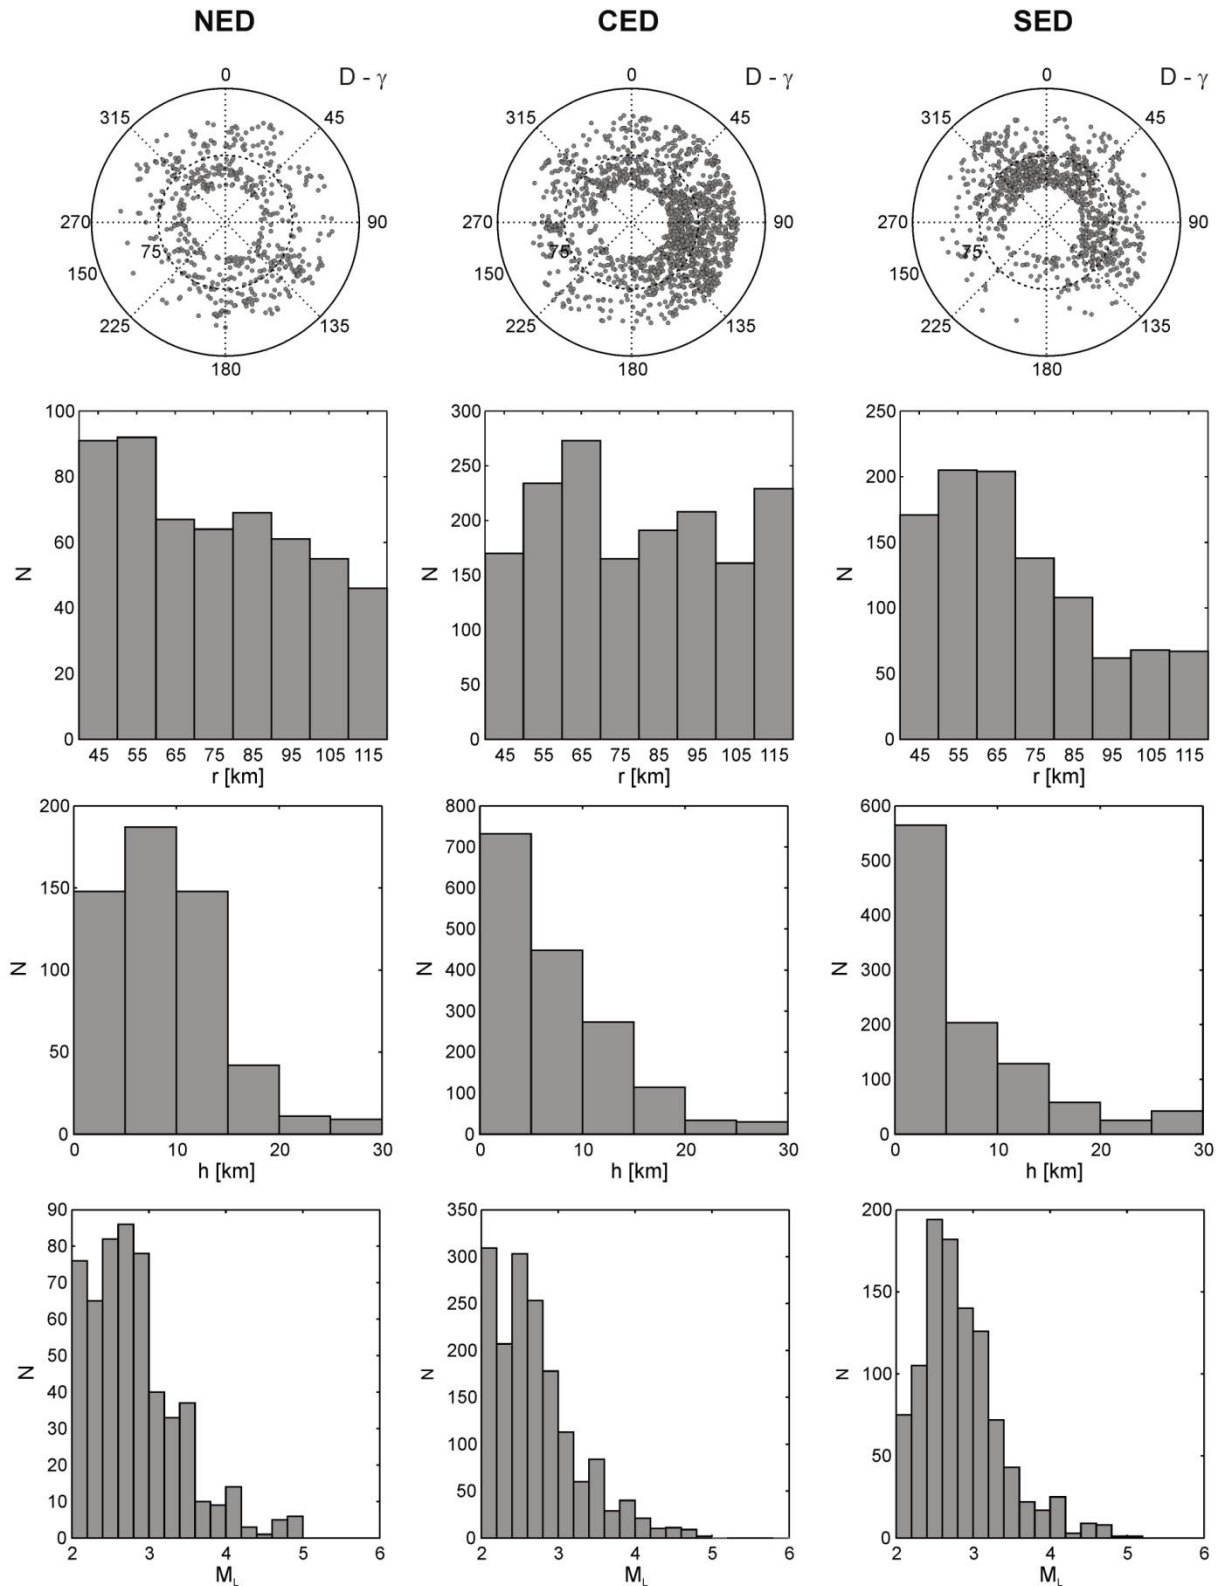 NED CED SED
D - γ D - γ D - γ
0 0 0
315 45 315 45 315 45
270 90 270 90 270 90
75 75 75
150 150 150
225 135 225 135 225 135
180 180 180
100 300 250
80 250 200
60 200 150
40 150 100
20 100 50
0 50 0
0
N N N
45 55 65 75 85 95 105 115 45 55 65 75 85 95 105 115 45 55 65 75 85 95 105 115
r [km] r [km] r [km]
200 800 600
150 700 500
100 600 400
50 500 300
0 400 200
300 100
200 0
100
0
N N N
0 10 20 30 0 10 20 30 0 10 20 30
h [km] h [km] h [km]
90 350 200
80 300 150
70 250 100
60 200 50
50 150 0
40 100
30 50
20 0
10
0
N N N
2 3 4 5 6 2 3 4 5 6 2 3 4 5 6
M_L M_L M_L